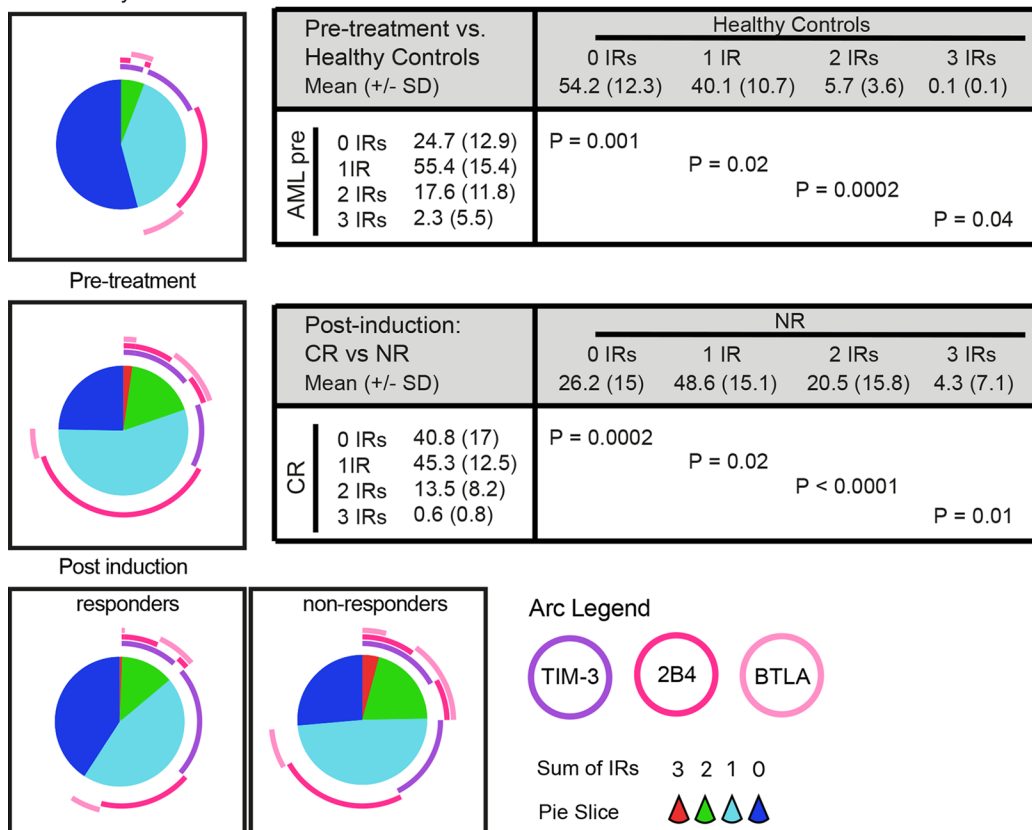 Pre-treatment vs.
Healthy Controls
Mean (+/- SD)
Healthy Controls
0 IRs 1 IR 2 IRs 3 IRs
54.2 (12.3) 40.1 (10.7) 5.7 (3.6) 0.1 (0.1)
AML pre
0 IRs 24.7 (12.9)
1IR 55.4 (15.4)
2 IRs 17.6 (11.8)
3 IRs 2.3 (5.5)
P = 0.001
P = 0.02
P = 0.0002
P = 0.04
Pre-treatment
Post-induction:
CR vs NR
Mean (+/- SD)
NR
0 IRs 1 IR 2 IRs 3 IRs
26.2 (15) 48.6 (15.1) 20.5 (15.8) 4.3 (7.1)
CR
0 IRs 40.8 (17)
1IR 45.3 (12.5)
2 IRs 13.5 (8.2)
3 IRs 0.6 (0.8)
P = 0.0002
P = 0.02
P < 0.0001
P = 0.01
Post induction
responders
non-responders
Arc Legend
TIM-3 2B4 BTLA
Sum of IRs 3 2 1 0
Pie Slice